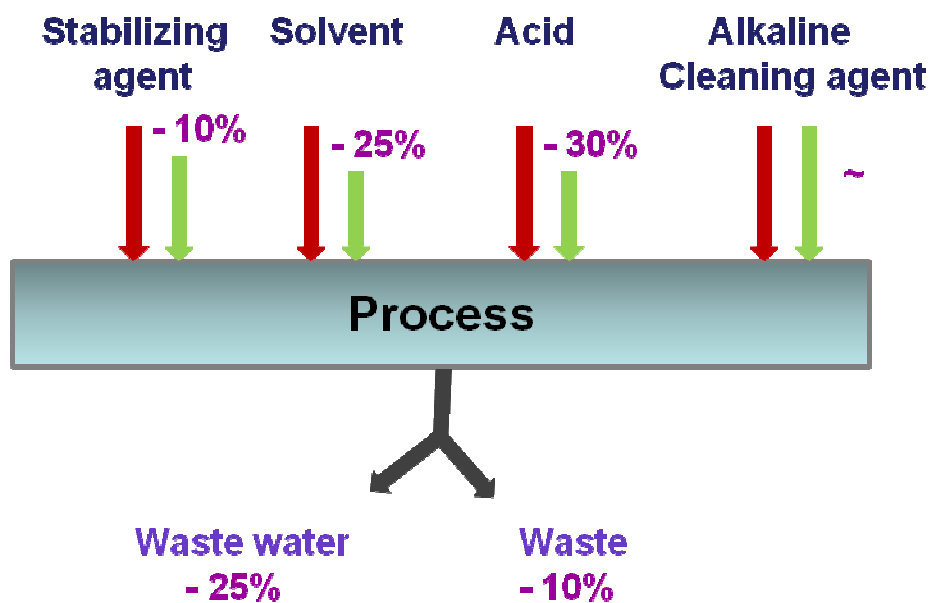 Stabilizing agent
Solvent
Acid
Alkaline
Cleaning agent
- 10%
- 25%
- 30%
~
Process
Waste water
- 25%
Waste
- 10%